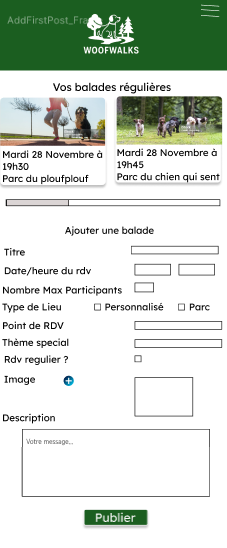 AddFirstPost_Fra
WOOFWALKS
Vos balades régulières
Mardi 28 Novembre à
19h30
Parc du ploufplouf
Mardi 28 Novembre à
19h45
Parc du chien qui sent
Ajouter une balade
Titre
Date/heure du rdv
Nombre Max Participants
Type de Lieu
Personnalisé
Parc
Point de RDV
Thème special
Rdv regulier ?
Image
Description
Votre message...
Publier